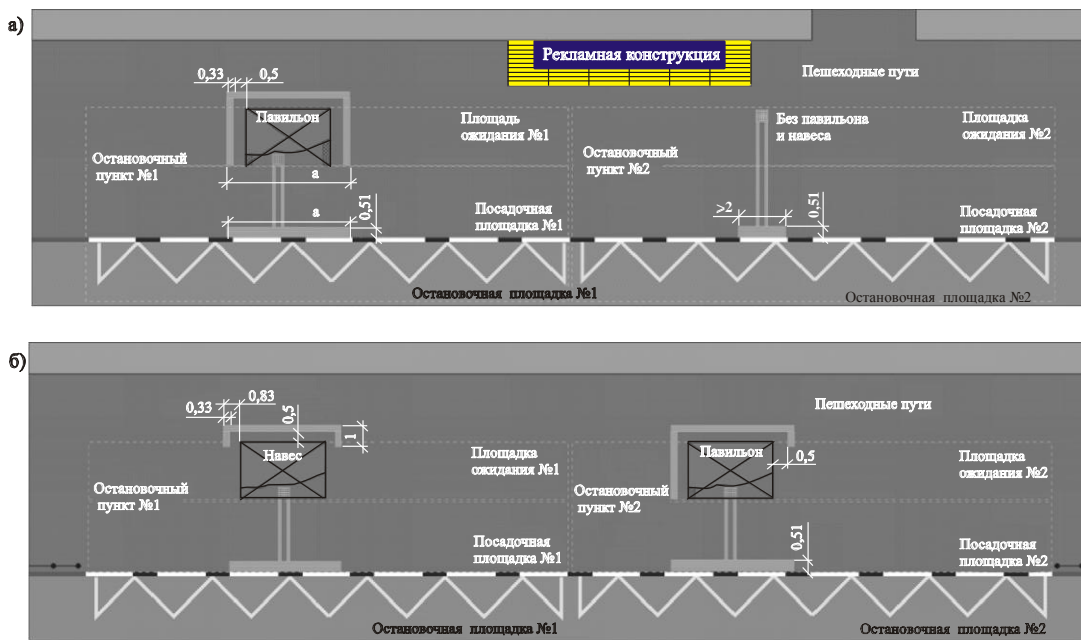 а)
Рекламная конструкция
Пешеходные пути
0,33
0,5
Павильон
Площадь
ожидания №1
Без павильона
и навеса
Площадка
ожидания №2
Остановочный
пункт №1
Остановочный
пункт №2
а
а
0,51
Посадочная
площадка №1
>2
0,51
Посадочная
площадка №2
Остановочная площадка №1
Остановочная площадка №2
б)
0,33
0,83
0,5
1
Пешеходные пути
Навес
Площадка
ожидания №1
Павильон
0,5
Площадка
ожидания №2
Остановочный
пункт №1
Остановочный
пункт №2
Посадочная
площадка №1
0,51
Посадочная
площадка №2
Остановочная площадка №1
Остановочная площадка №2